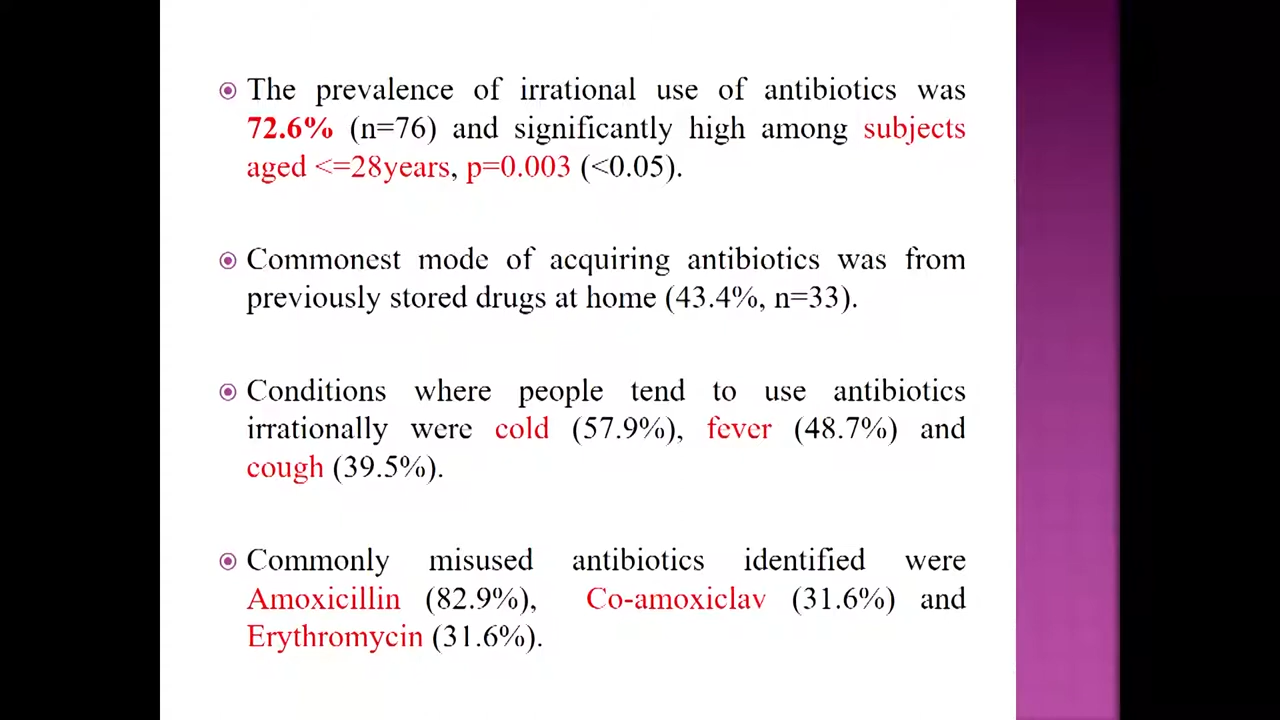 The prevalence of irrational use of antibiotics was
72.6% (n=76) and significantly high among subjects
aged <=28years, p=0.003 (<0.05).
Commonest mode of acquiring antibiotics was from
previously stored drugs at home (43.4%, n=33).
Conditions where people tend to use antibiotics
irrationally were cold (57.9%), fever (48.7%) and
cough (39.5%).
Commonly misused antibiotics identified were
Amoxicillin (82.9%), Co-amoxiclav (31.6%) and
Erythromycin (31.6%).